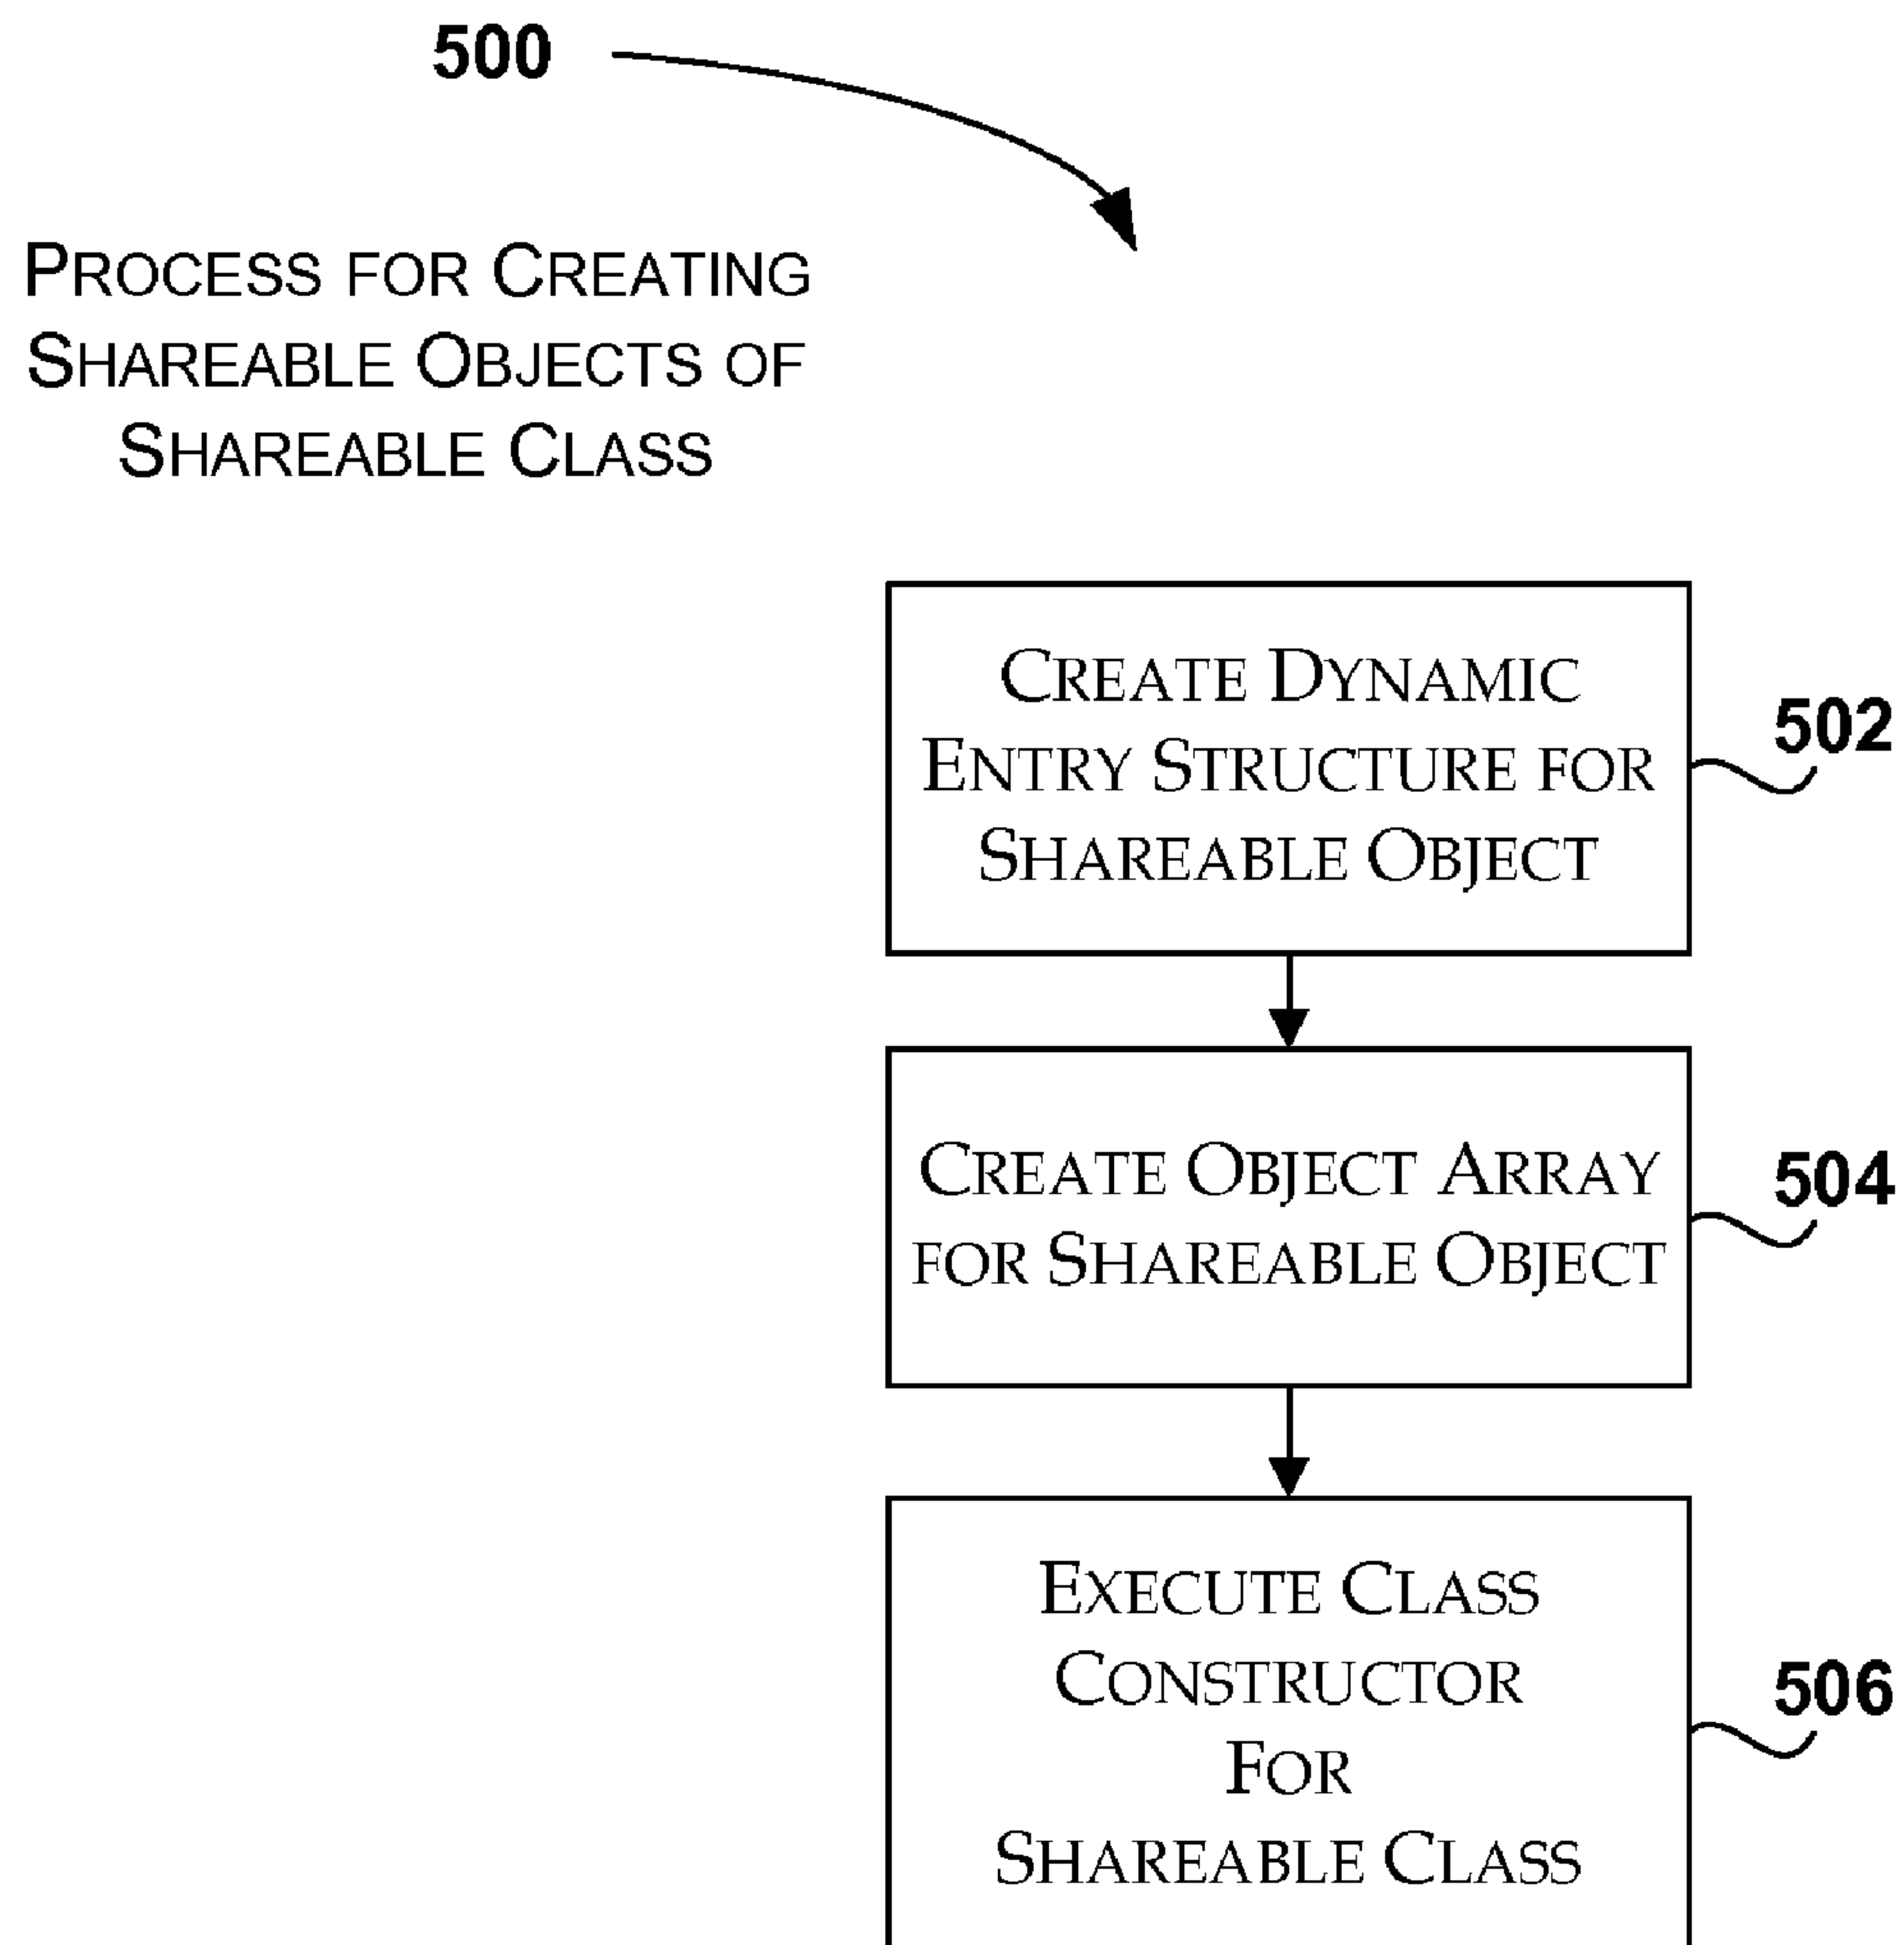 500
PROCESS FOR CREATING
SHAREABLE OBJECTS OF
SHAREABLE CLASS
CREATE DYNAMIC
ENTRY STRUCTURE FOR
SHAREABLE OBJECT
502
CREATE OBJECT ARRAY
FOR SHAREABLE OBJECT
504
EXECUTE CLASS
CONSTRUCTOR
FOR
SHAREABLE CLASS
506